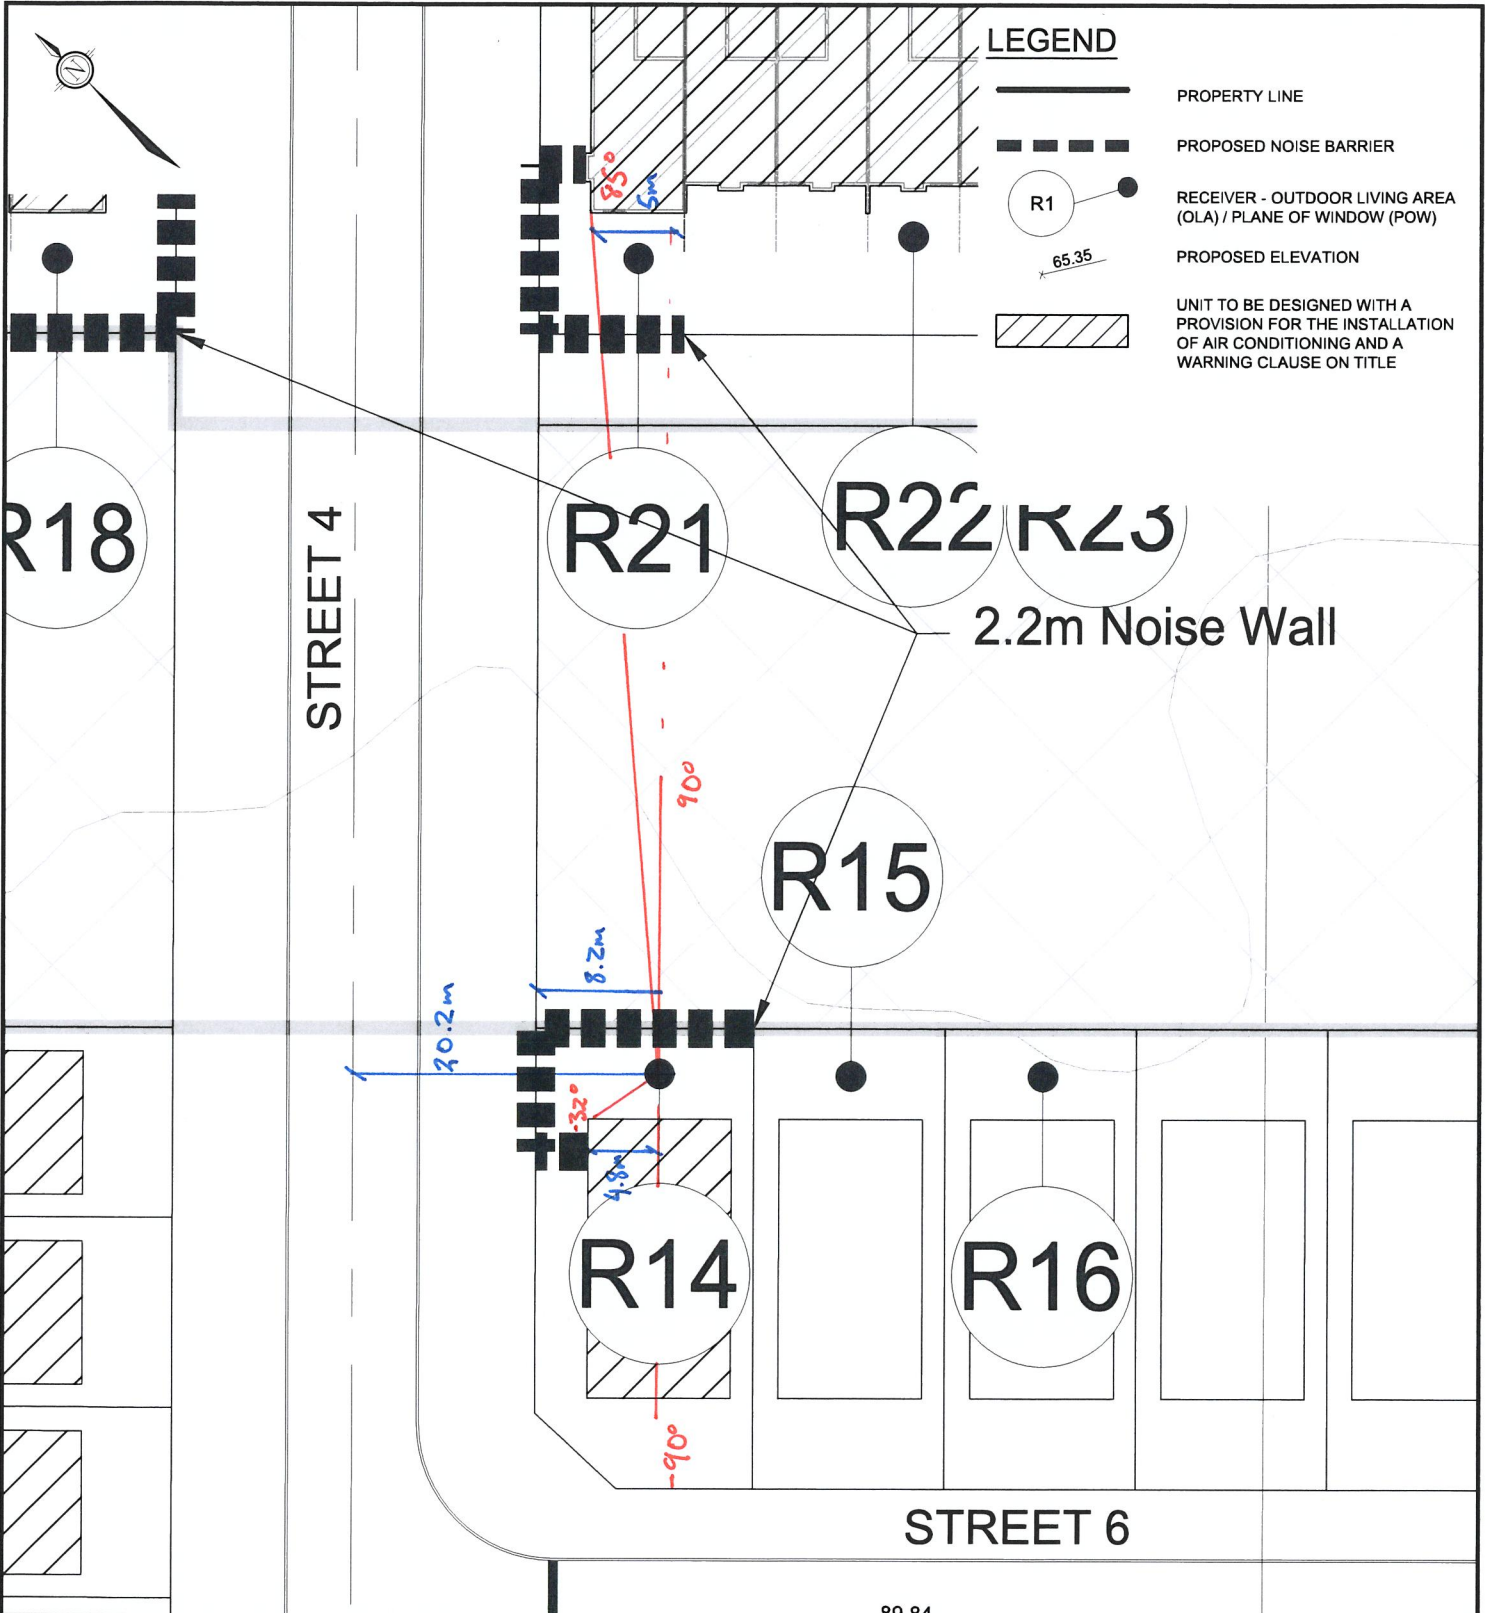 N
LEGEND
PROPERTY LINE
PROPOSED NOISE BARRIER
R1
RECEIVER - OUTDOOR LIVING AREA
(OLA) / PLANE OF WINDOW (POW)
65.35
PROPOSED ELEVATION
UNIT TO BE DESIGNED WITH A
PROVISION FOR THE INSTALLATION
OF AIR CONDITIONING AND A
WARNING CLAUSE ON TITLE
85°
5m
R18
STREET 4
R21
R22
R23
2.2m Noise Wall
90°
R15
8.2m
20.2m
-32°
4.8m
R14
R16
-90°
STREET 6
89.84